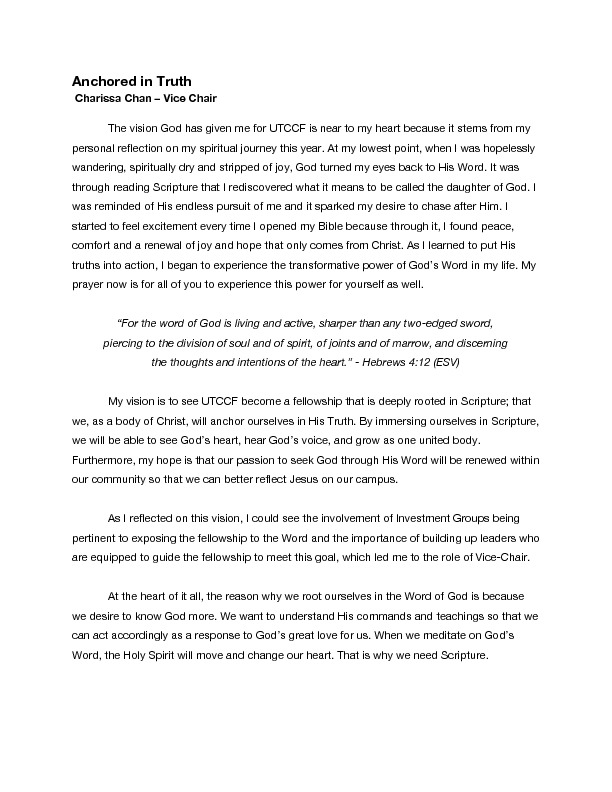 Anchored in Truth
Charissa Chan – Vice Chair
The vision God has given me for UTCCF is near to my heart because it stems from my
personal reflection on my spiritual journey this year. At my lowest point, when I was hopelessly
wandering, spiritually dry and stripped of joy, God turned my eyes back to His Word. It was
through reading Scripture that I rediscovered what it means to be called the daughter of God. I
was reminded of His endless pursuit of me and it sparked my desire to chase after Him. I
started to feel excitement every time I opened my Bible because through it, I found peace,
comfort and a renewal of joy and hope that only comes from Christ. As I learned to put His
truths into action, I began to experience the transformative power of God’s Word in my life. My
prayer now is for all of you to experience this power for yourself as well.
“For the word of God is living and active, sharper than any two-edged sword,
piercing to the division of soul and of spirit, of joints and of marrow, and discerning
the thoughts and intentions of the heart.” - Hebrews 4:12 (ESV)
My vision is to see UTCCF become a fellowship that is deeply rooted in Scripture; that
we, as a body of Christ, will anchor ourselves in His Truth. By immersing ourselves in Scripture,
we will be able to see God’s heart, hear God’s voice, and grow as one united body.
Furthermore, my hope is that our passion to seek God through His Word will be renewed within
our community so that we can better reflect Jesus on our campus.
As I reflected on this vision, I could see the involvement of Investment Groups being
pertinent to exposing the fellowship to the Word and the importance of building up leaders who
are equipped to guide the fellowship to meet this goal, which led me to the role of Vice-Chair.
At the heart of it all, the reason why we root ourselves in the Word of God is because
we desire to know God more. We want to understand His commands and teachings so that we
can act accordingly as a response to God’s great love for us. When we meditate on God’s
Word, the Holy Spirit will move and change our heart. That is why we need Scripture.